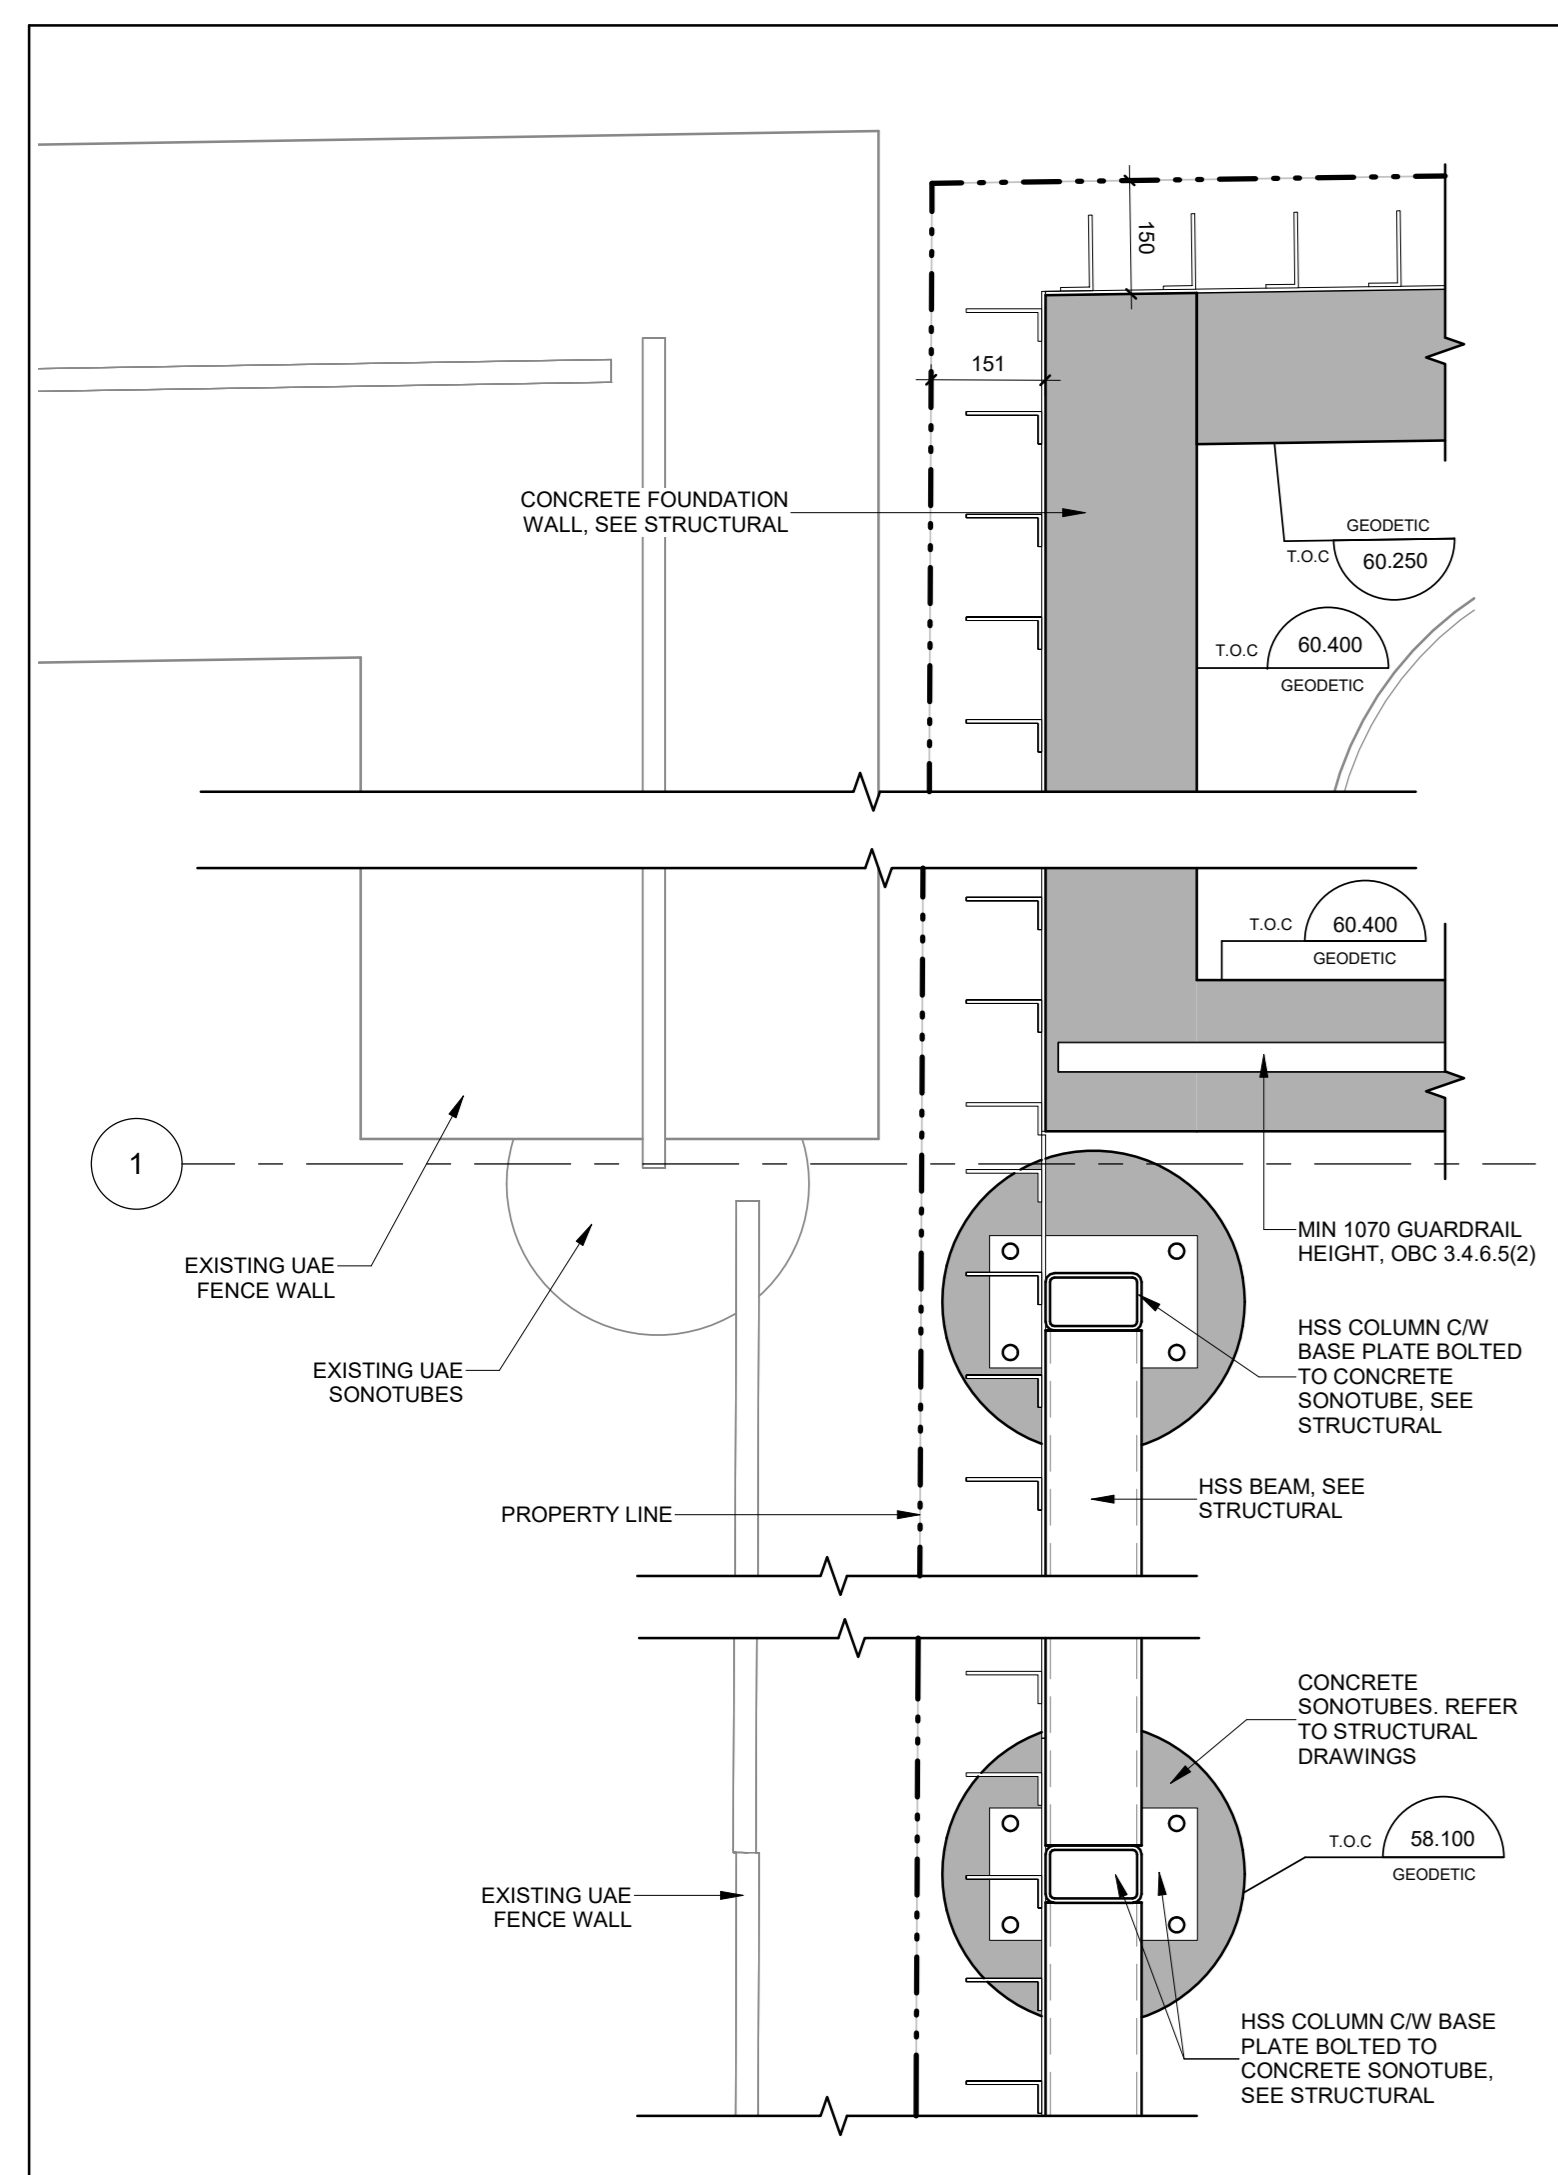 150
151
CONCRETE FOUNDATION
WALL, SEE STRUCTURAL
GEODETIC
T.O.C 60.250
T.O.C 60.400
GEODETIC
T.O.C 60.400
GEODETIC
1
MIN 1070 GUARDRAIL
HEIGHT, OBC 3.4.6.5(2)
EXISTING UAE
FENCE WALL
HSS COLUMN C/W
BASE PLATE BOLTED
TO CONCRETE
SONOTUBE, SEE
STRUCTURAL
EXISTING UAE
SONOTUBES
HSS BEAM, SEE
STRUCTURAL
PROPERTY LINE
CONCRETE
SONOTUBES. REFER
TO STRUCTURAL
DRAWINGS
T.O.C 58.100
GEODETIC
EXISTING UAE
FENCE WALL
HSS COLUMN C/W BASE
PLATE BOLTED TO
CONCRETE SONOTUBE,
SEE STRUCTURAL